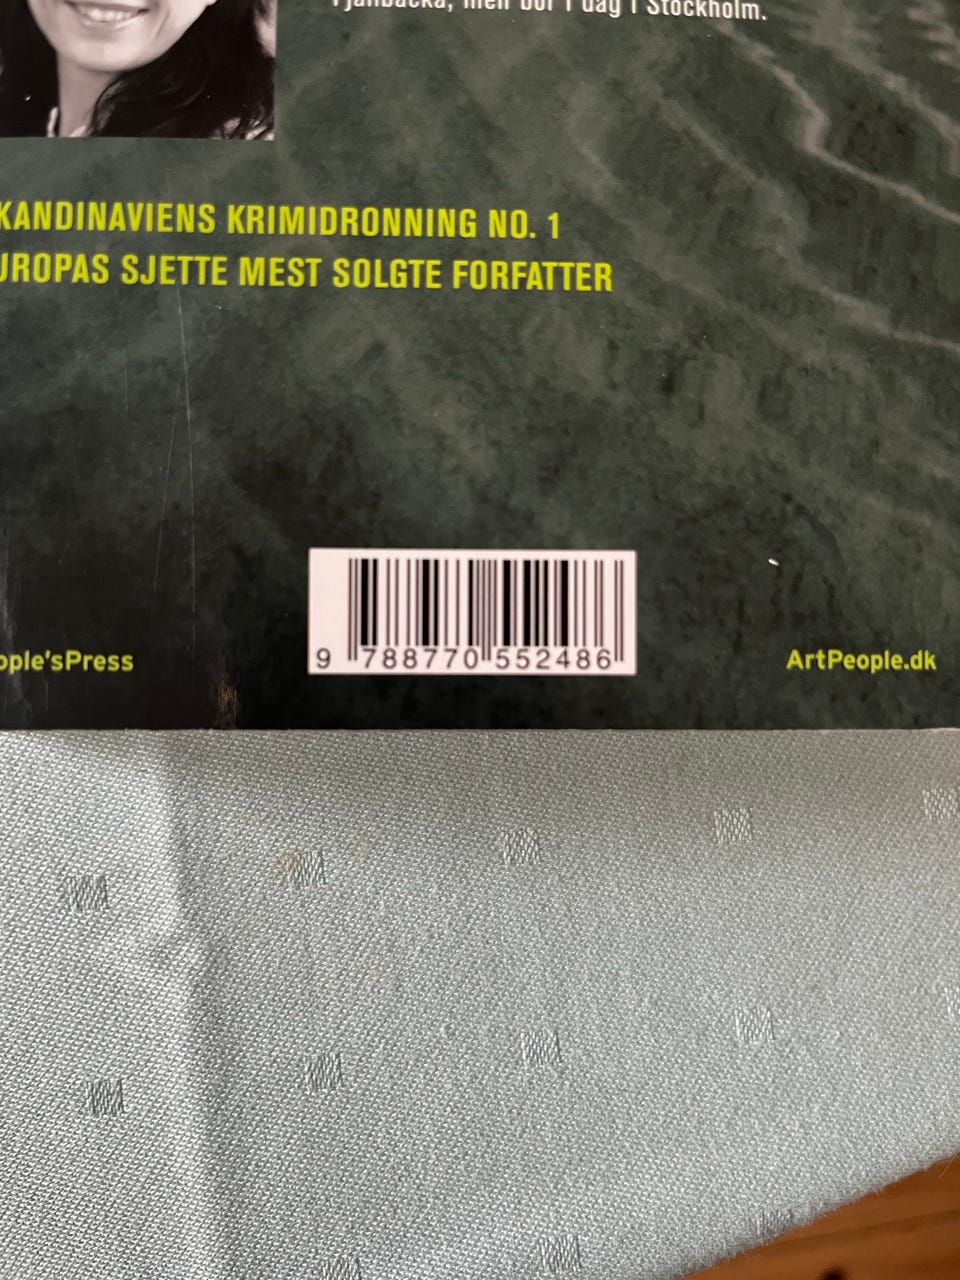 Fjällbacka, men bor i dag i Stockholm.
KANDINAVIENS KRIMIDRONNING NO. 1
UROPAS SJETTE MEST SOLGTE FORFATTER
ople'sPress
9 788770 552486
ArtPeople.dk